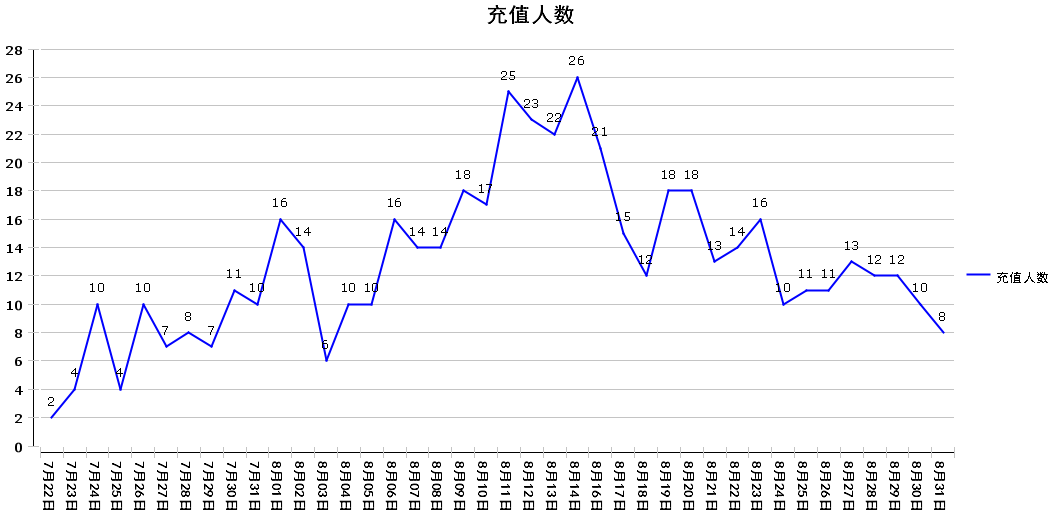 充值人数
28
26
24
22
20
18
16
14
12
10
8
6
4
2
0
2
4
10
4
10
7
8
7
11
10
16
14
6
10
10
16
14
14
18
17
25
23
22
26
21
15
12
18
18
13
14
16
10
11
11
13
12
12
10
8
充值人数
7月22日
7月23日
7月24日
7月25日
7月26日
7月27日
7月28日
7月29日
7月30日
7月31日
8月01日
8月02日
8月03日
8月04日
8月05日
8月06日
8月07日
8月08日
8月09日
8月10日
8月11日
8月12日
8月13日
8月14日
8月16日
8月17日
8月18日
8月19日
8月20日
8月21日
8月22日
8月23日
8月24日
8月25日
8月26日
8月27日
8月28日
8月29日
8月30日
8月31日